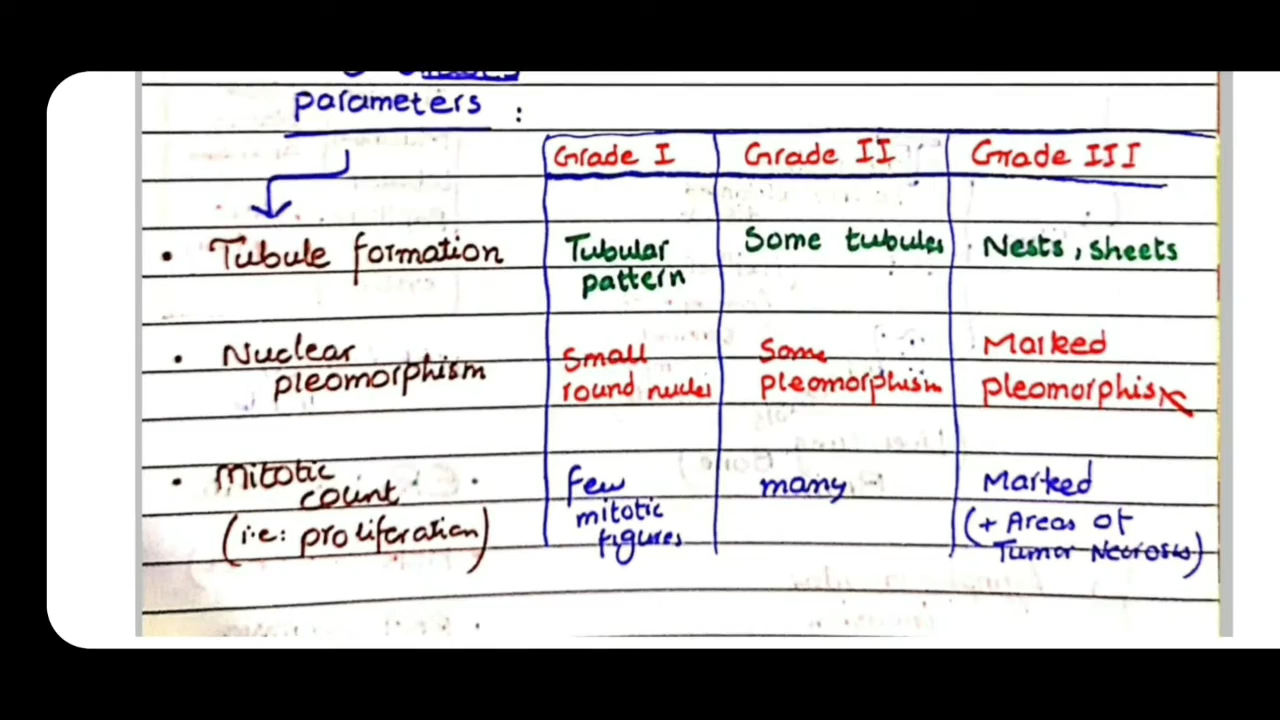 parameters :
Grade I Grade II Grade III
• Tubule formation Tubular Some tubules Nests, sheets
pattern
• Nuclear Small Some Marked
pleomorphism round nuclei pleomorphism pleomorphism
• Mitotic Few many Marked
count mitotic (+ Areas of
(i.e: proliferation) figures Tumor Necrosis)